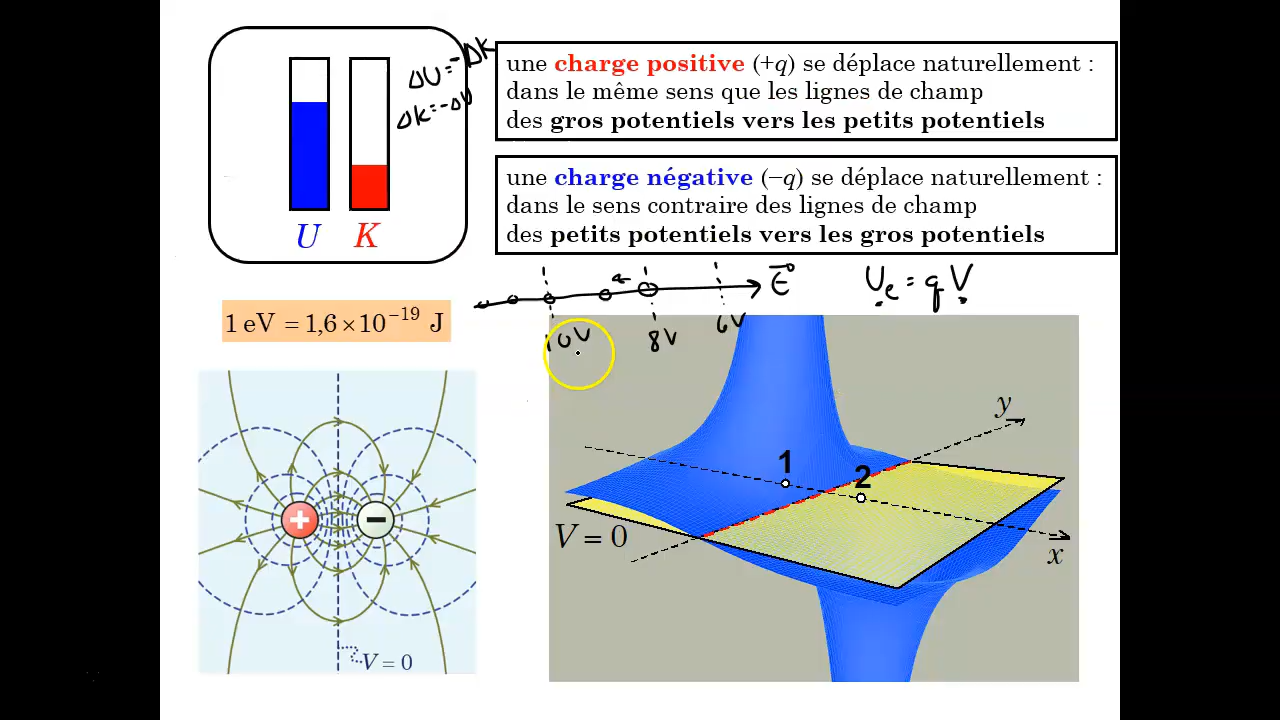 ΔU = -ΔK
ΔK = -ΔU
U K
une charge positive (+q) se déplace naturellement :
dans le même sens que les lignes de champ
des gros potentiels vers les petits potentiels
une charge négative (−q) se déplace naturellement :
dans le sens contraire des lignes de champ
des petits potentiels vers les gros potentiels
E
Ue = qV
10V 8V 6V
1 eV = 1,6 × 10⁻¹⁹ J
+ −
V = 0
y
1
2
V = 0
x